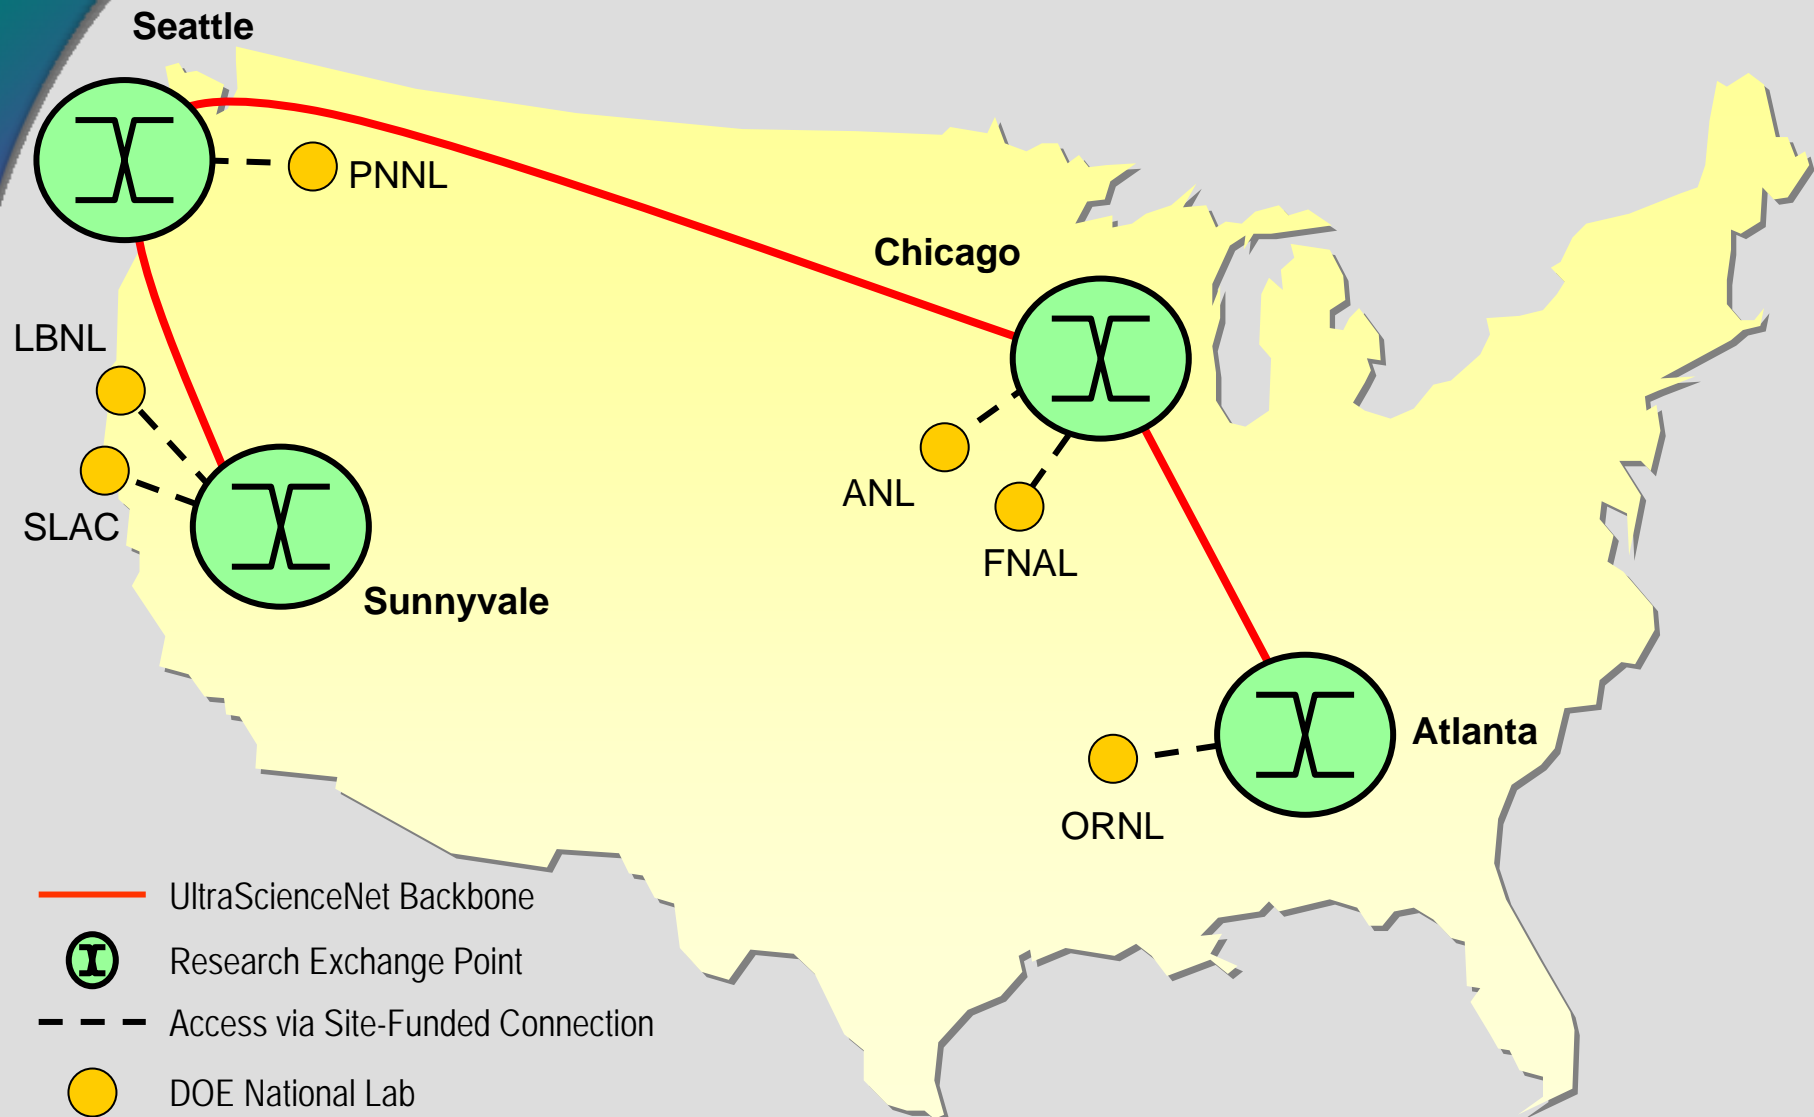 Seattle
PNNL
Chicago
LBNL
ANL
SLAC
FNAL
Sunnyvale
Atlanta
ORNL
UltraScienceNet Backbone
Research Exchange Point
Access via Site-Funded Connection
DOE National Lab